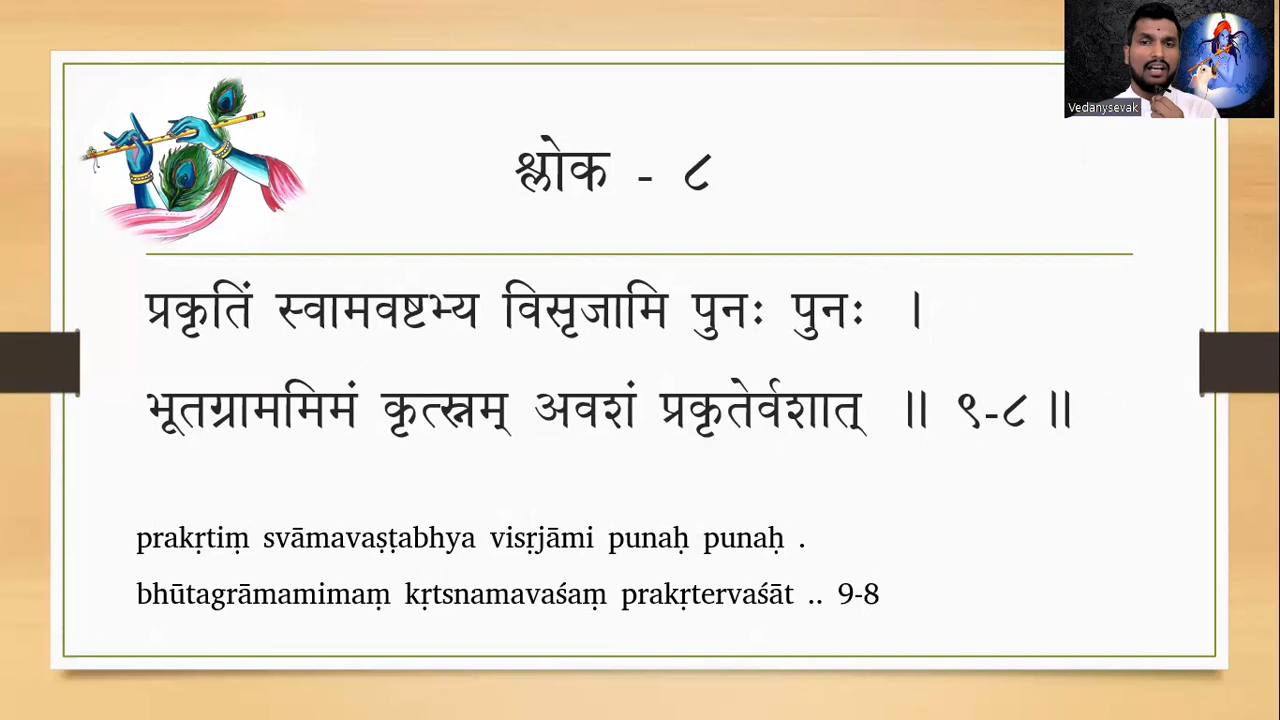 Vedanysevak
श्लोक - ८
प्रकृतिं स्वामवष्टभ्य विसृजामि पुनः पुनः ।
भूतग्राममिमं कृत्स्नम् अवशं प्रकृतेर्वशात् ॥ ९-८ ॥
prakṛtiṃ svāmavaṣṭabhya visṛjāmi punaḥ punaḥ .
bhūtagrāmamimaṃ kṛtsnamavaśaṃ prakṛtervaśāt .. 9-8